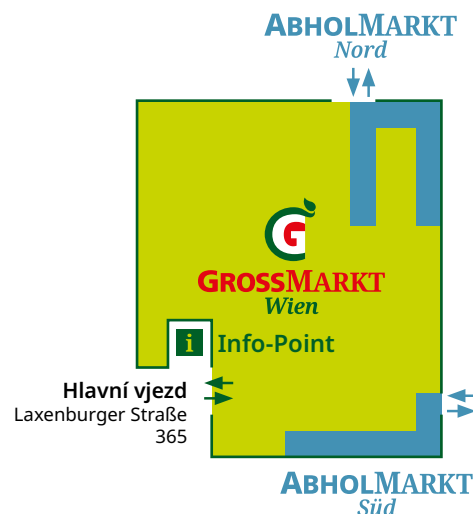 ABHOLMARKT
Nord
G
GROSSMARKT
Wien
i Info-Point
Hlavní vjezd
Laxenburger Straße
365
ABHOLMARKT
Süd